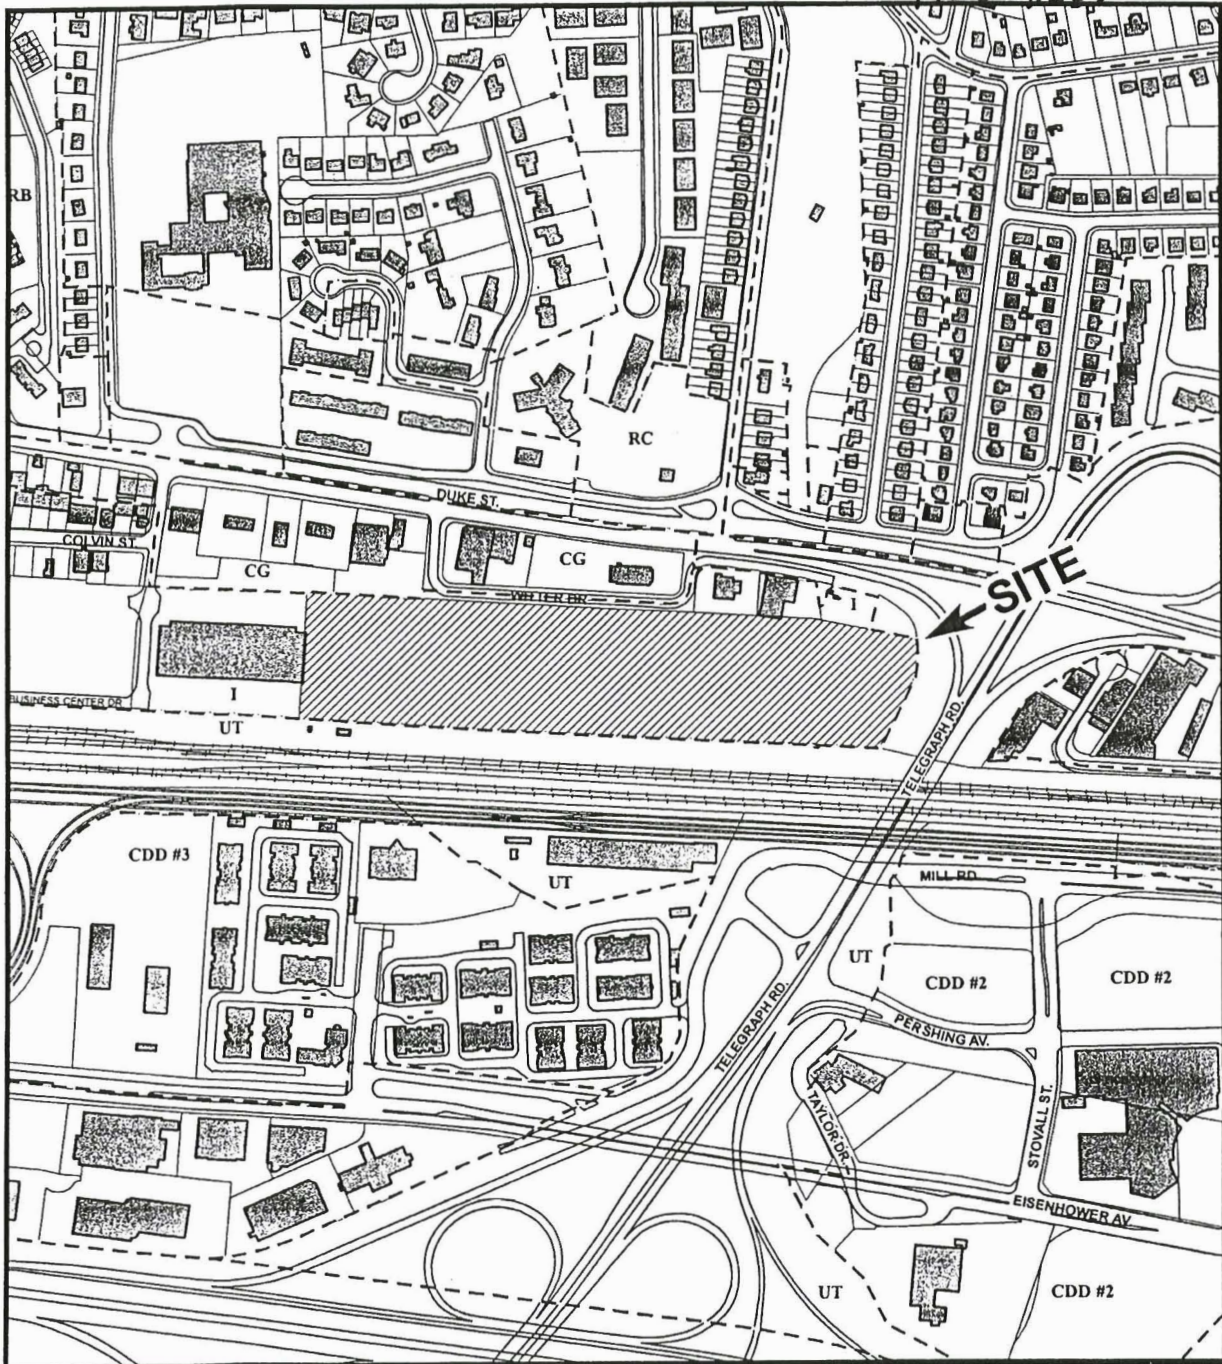 RB
RC
DUKE ST.
COLVIN ST.
CG
CG
WITTER DR.
I
SITE
I
BUSINESS CENTER DR
UT
TELEGRAPH RD.
CDD #3
UT
MILL RD.
I
UT
CDD #2
CDD #2
PERSHING AV.
TELEGRAPH RD.
TAYLOR DR.
STOVALL ST.
EISENHOWER AV.
UT
CDD #2